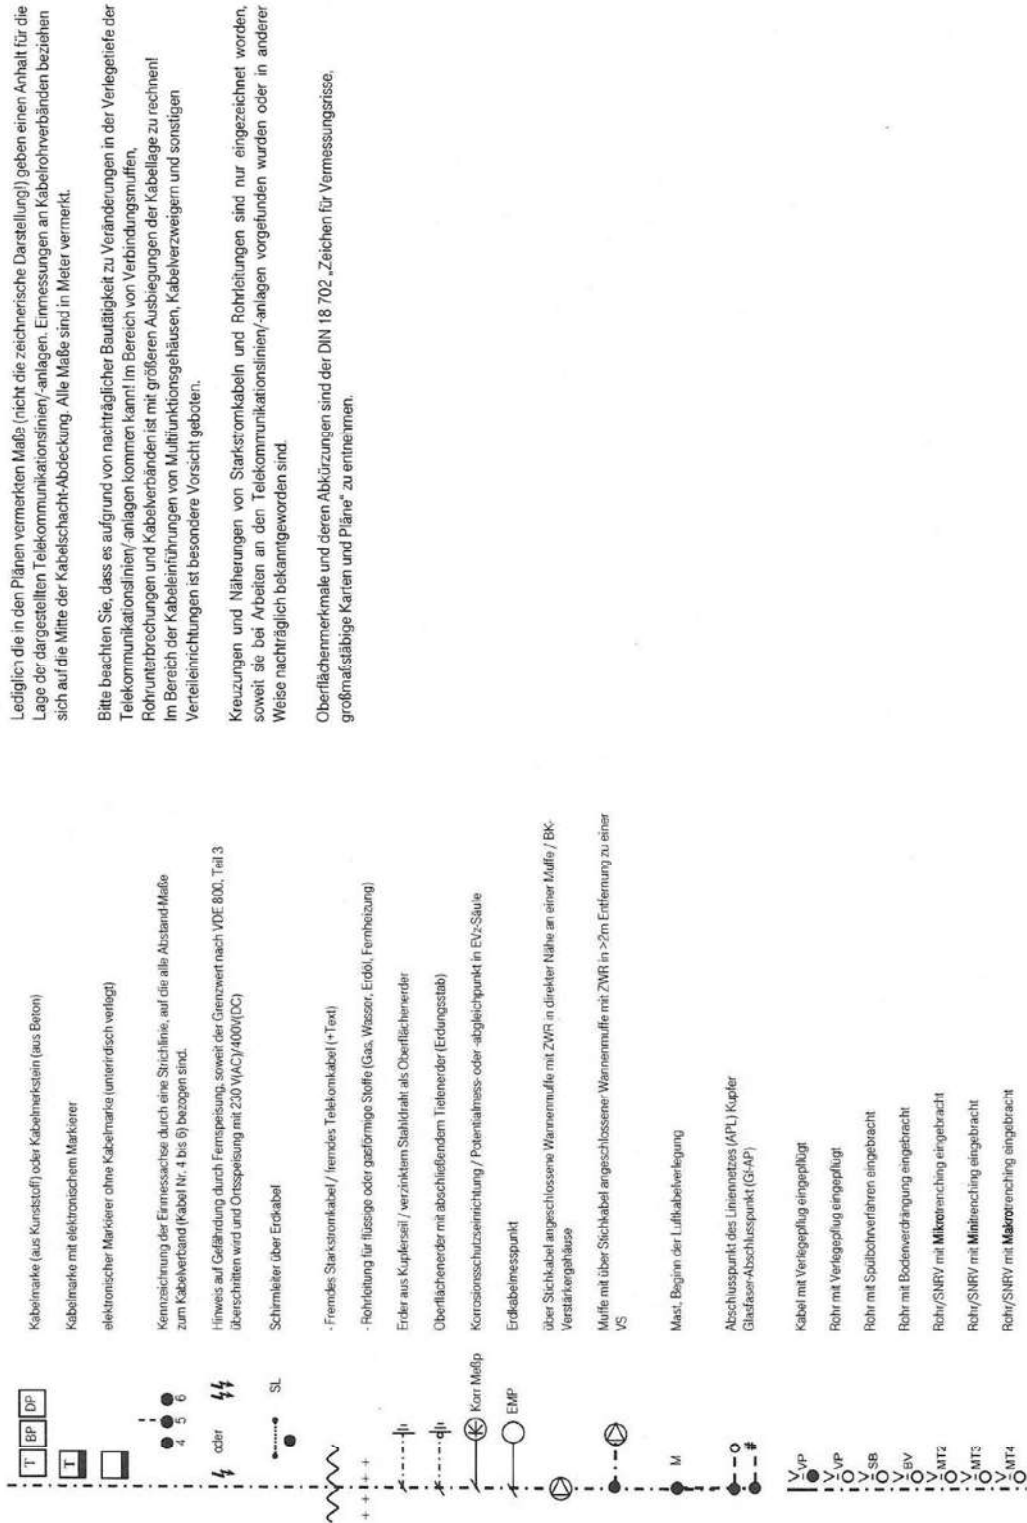 T BP DP Kabelmarke (aus Kunststoff) oder Kabelmerkstein (aus Beton)
T Kabelmarke mit elektronischem Markierer
elektronischer Markierer ohne Kabelmarke (unterirdisch verlegt)
4 5 6 Kennzeichnung der Einmessachse durch eine Strichlinie, auf die alle Abstand-Maße
zum Kabelverband (Kabel Nr. 4 bis 6) bezogen sind.
oder Hinweis auf Gefährdung durch Fernspeisung, soweit der Grenzwert nach VDE 800, Teil 3
überschritten wird und Ortsspeisung mit 230 V(AC)/400V(DC)
SL Schirmleiter über Erdkabel
- Fremdes Starkstromkabel / fremdes Telekomkabel (+Text)
+ + + + - Rohrleitung für flüssige oder gasförmige Stoffe (Gas, Wasser, Erdöl, Fernheizung)
Erder aus Kupferseil / verzinktem Stahldraht als Oberflächenerder
Oberflächenerder mit abschließendem Tiefenerder (Erdungsstab)
Korr Meßp Korrosionsschutzeinrichtung / Potentialmess- oder -abgleichpunkt in EVz-Säule
EMP Erdkabelmesspunkt
über Stichkabel angeschlossene Wannenmuffe mit ZWR in direkter Nähe an einer Muffe / BK-
Verstärkergehäuse
Muffe mit über Stichkabel angeschlossener Wannenmuffe mit ZWR in >2m Entfernung zu einer
VS
M Mast, Beginn der Luftkabelverlegung
Abschlusspunkt des Liniennetzes (APL) Kupfer
# Glasfaser-Abschlusspunkt (Gf-AP)
V=VP Kabel mit Verlegepflug eingepflügt
V=VP Rohr mit Verlegepflug eingepflügt
V=SB Rohr mit Spülbohrverfahren eingebracht
V=BV Rohr mit Bodenverdrängung eingebracht
V=MT2 Rohr/SNRV mit Mikrotrenching eingebracht
V=MT3 Rohr/SNRV mit Minitrenching eingebracht
V=MT4 Rohr/SNRV mit Makrotrenching eingebracht
Lediglich die in den Plänen vermerkten Maße (nicht die zeichnerische Darstellung!) geben einen Anhalt für die
Lage der dargestellten Telekommunikationslinien/-anlagen. Einmessungen an Kabelrohrverbänden beziehen
sich auf die Mitte der Kabelschacht-Abdeckung. Alle Maße sind in Meter vermerkt.
Bitte beachten Sie, dass es aufgrund von nachträglicher Bautätigkeit zu Veränderungen in der Verlegetiefe der
Telekommunikationslinien/-anlagen kommen kann! Im Bereich von Verbindungsmuffen,
Rohrunterbrechungen und Kabelverbänden ist mit größeren Ausbiegungen der Kabellage zu rechnen!
Im Bereich der Kabeleinführungen von Multifunktionsgehäusen, Kabelverzweigern und sonstigen
Verteileinrichtungen ist besondere Vorsicht geboten.
Kreuzungen und Näherungen von Starkstromkabeln und Rohrleitungen sind nur eingezeichnet worden,
soweit sie bei Arbeiten an den Telekommunikationslinien/-anlagen vorgefunden wurden oder in anderer
Weise nachträglich bekanntgeworden sind.
Oberflächenmerkmale und deren Abkürzungen sind der DIN 18 702 „Zeichen für Vermessungsrisse,
großmaßstäbige Karten und Pläne" zu entnehmen.